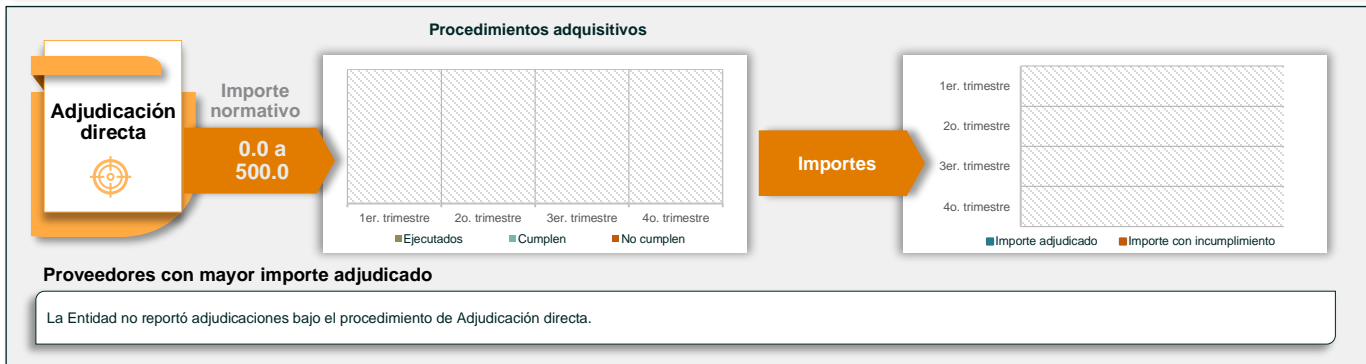 Procedimientos adquisitivos
Adjudicación
directa
Importe
normativo
0.0 a
500.0
1er. trimestre 2o. trimestre 3er. trimestre 4o. trimestre
Ejecutados Cumplen No cumplen
Importes
1er. trimestre
2o. trimestre
3er. trimestre
4o. trimestre
Importe adjudicado Importe con incumplimiento
Proveedores con mayor importe adjudicado
La Entidad no reportó adjudicaciones bajo el procedimiento de Adjudicación directa.